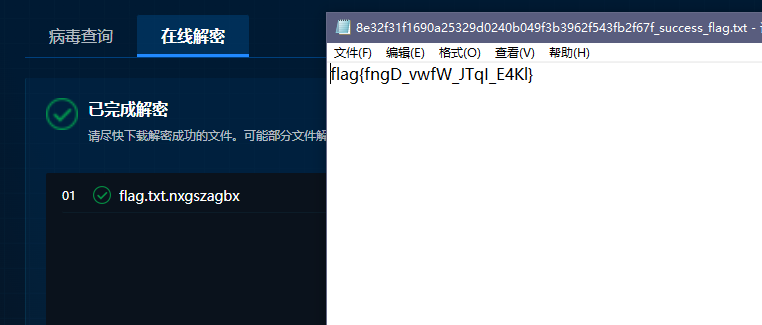 病毒查询
在线解密
已完成解密
请尽快下载解密成功的文件。可能部分文件解
01
flag.txt.nxgszagbx
8e32f31f1690a25329d0240b049f3b3962f543fb2f67f_success_flag.txt -
文件(F) 编辑(E) 格式(O) 查看(V) 帮助(H)
flag{fngD_vwfW_JTqI_E4Kl}